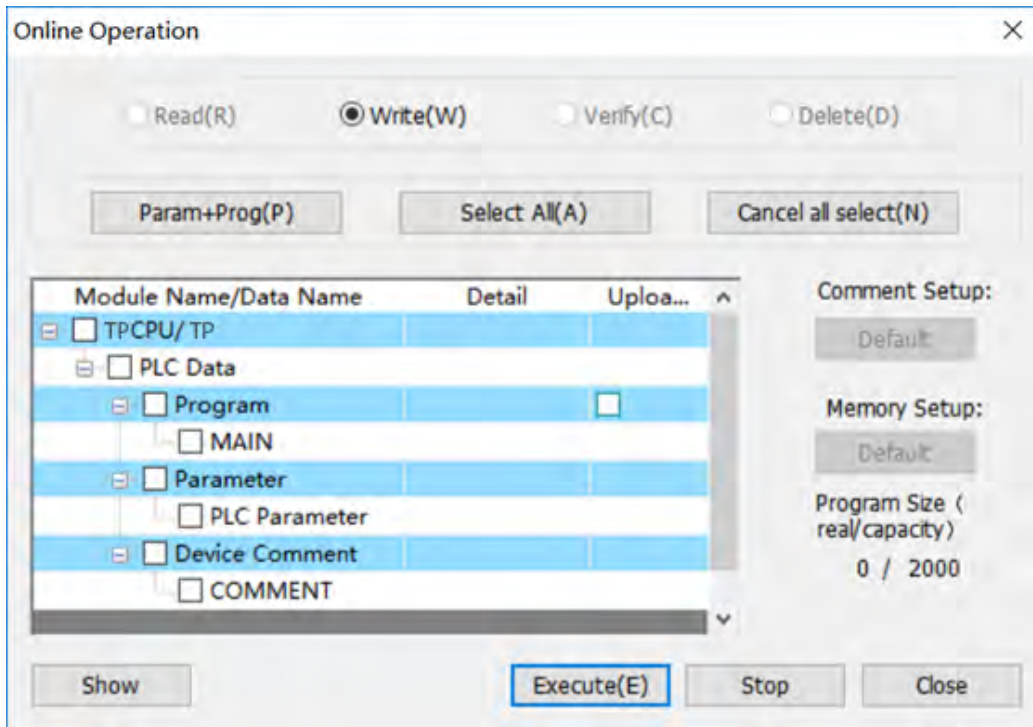 Online Operation
Read(R) Write(W) Verify(C) Delete(D)
Param+Prog(P) Select All(A) Cancel all select(N)
Module Name/Data Name Detail Uploa...
TPCPU/ TP
PLC Data
Program
MAIN
Parameter
PLC Parameter
Device Comment
COMMENT
Comment Setup:
Default
Memory Setup:
Default
Program Size (
real/capacity)
0 / 2000
Show Execute(E) Stop Close